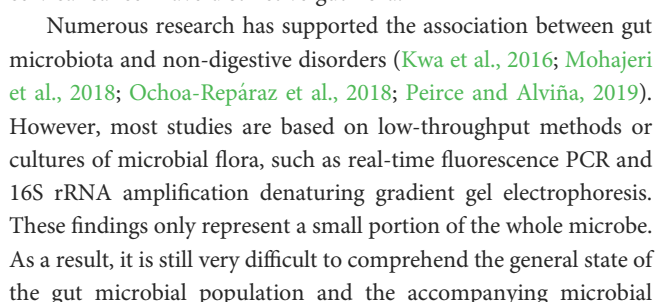 Numerous research has supported the association between gut
microbiota and non-digestive disorders (Kwa et al., 2016; Mohajeri
et al., 2018; Ochoa-Repáraz et al., 2018; Peirce and Alviña, 2019).
However, most studies are based on low-throughput methods or
cultures of microbial flora, such as real-time fluorescence PCR and
16S rRNA amplification denaturing gradient gel electrophoresis.
These findings only represent a small portion of the whole microbe.
As a result, it is still very difficult to comprehend the general state of
the gut microbial population and the accompanying microbial